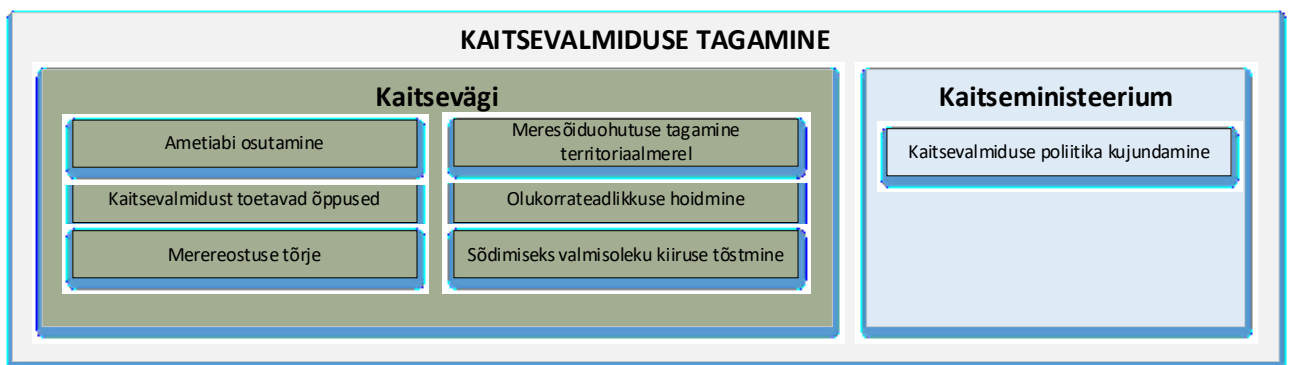 KAITSEVALMIDUSE TAGAMINE
Kaitsevägi
Ametiabi osutamine
Kaitsevalmidust toetavad õppused
Merereostuse tõrje
Meresõiduohutuse tagamine
territoriaalmerel
Olukorrateadlikkuse hoidmine
Sõdimiseks valmisoleku kiiruse tõstmine
Kaitseministeerium
Kaitsevalmiduse poliitika kujundamine